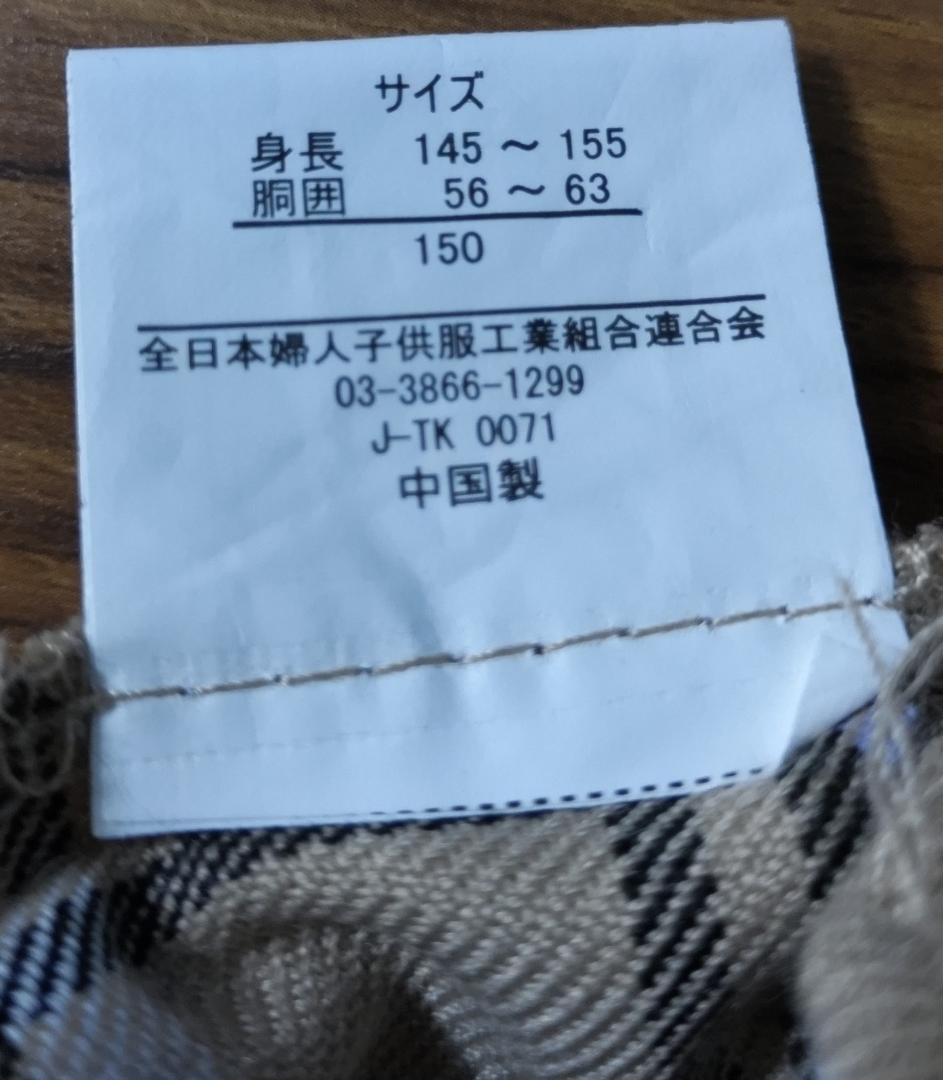 サイズ
身長 145 ～ 155
胴囲 56 ～ 63
150
全日本婦人子供服工業組合連合会
03-3866-1299
J-TK 0071
中国製